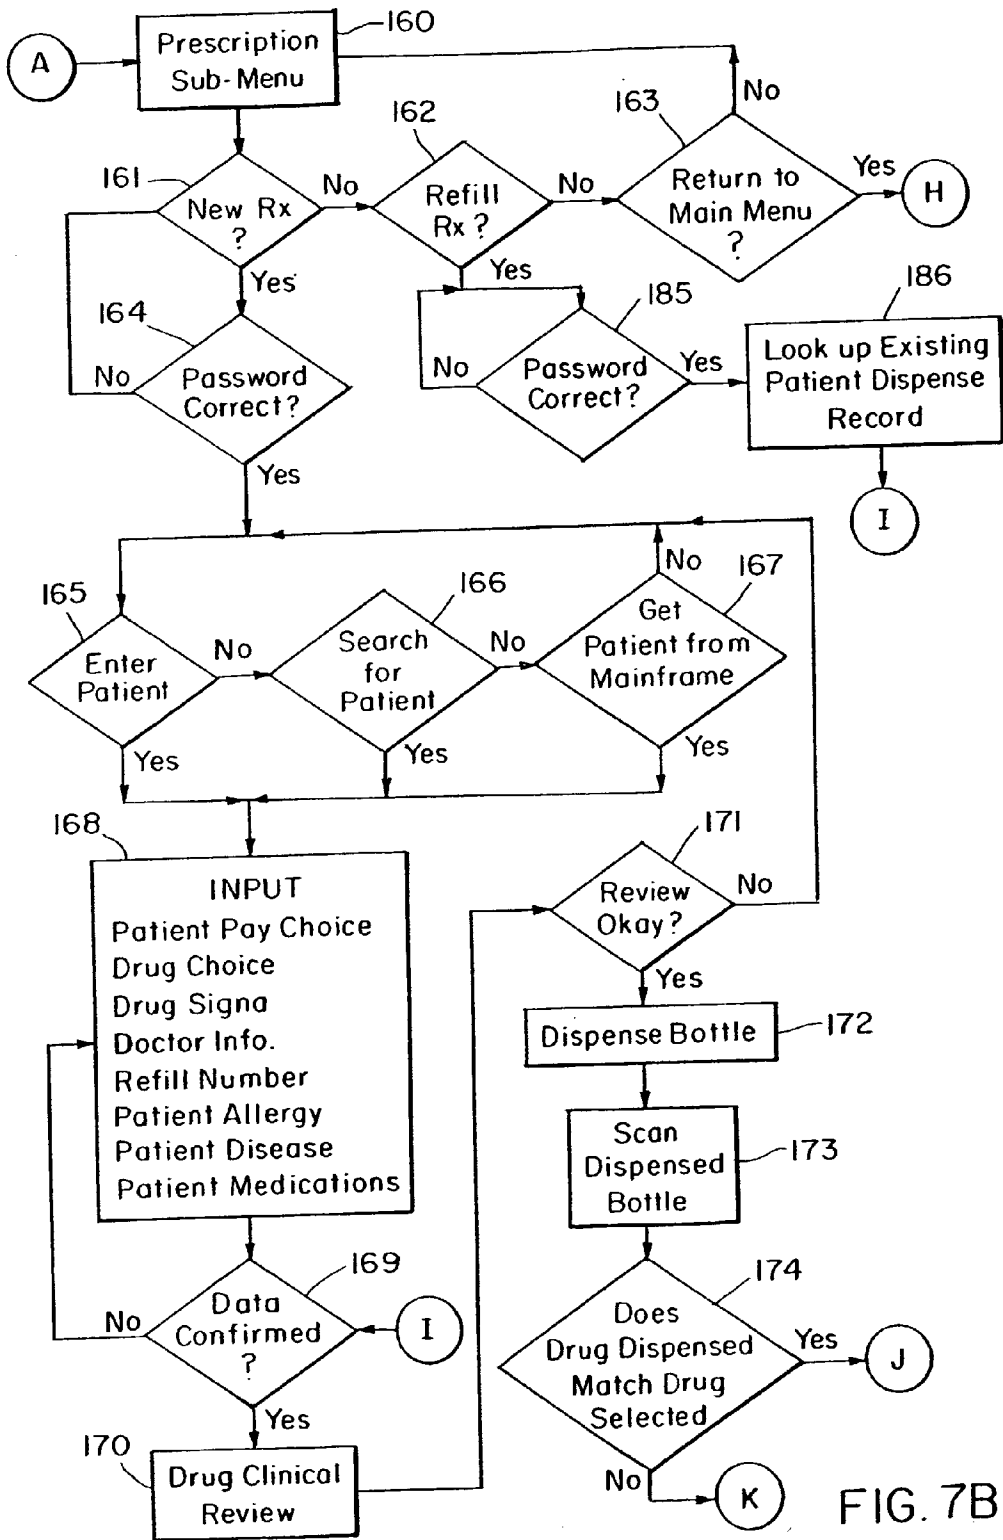 160
A
Prescription
Sub-Menu
No
161
162
163
New Rx
?
No
Refill
Rx?
No
Return to
Main Menu
?
Yes
H
Yes
Yes
164
185
186
No
Password
Correct?
No
Password
Correct?
Yes
Look up Existing
Patient Dispense
Record
Yes
I
No
165
166
167
Enter
Patient
No
Search
for
Patient
No
Get
Patient from
Mainframe
Yes
Yes
Yes
168
INPUT
Patient Pay Choice
Drug Choice
Drug Signa
Doctor Info.
Refill Number
Patient Allergy
Patient Disease
Patient Medications
171
Review
Okay?
No
Yes
Dispense Bottle
172
Scan
Dispensed
Bottle
173
169
No
Data
Confirmed
?
I
Yes
174
Does
Drug Dispensed
Match Drug
Selected
Yes
J
170
Drug Clinical
Review
No
K
FIG. 7B